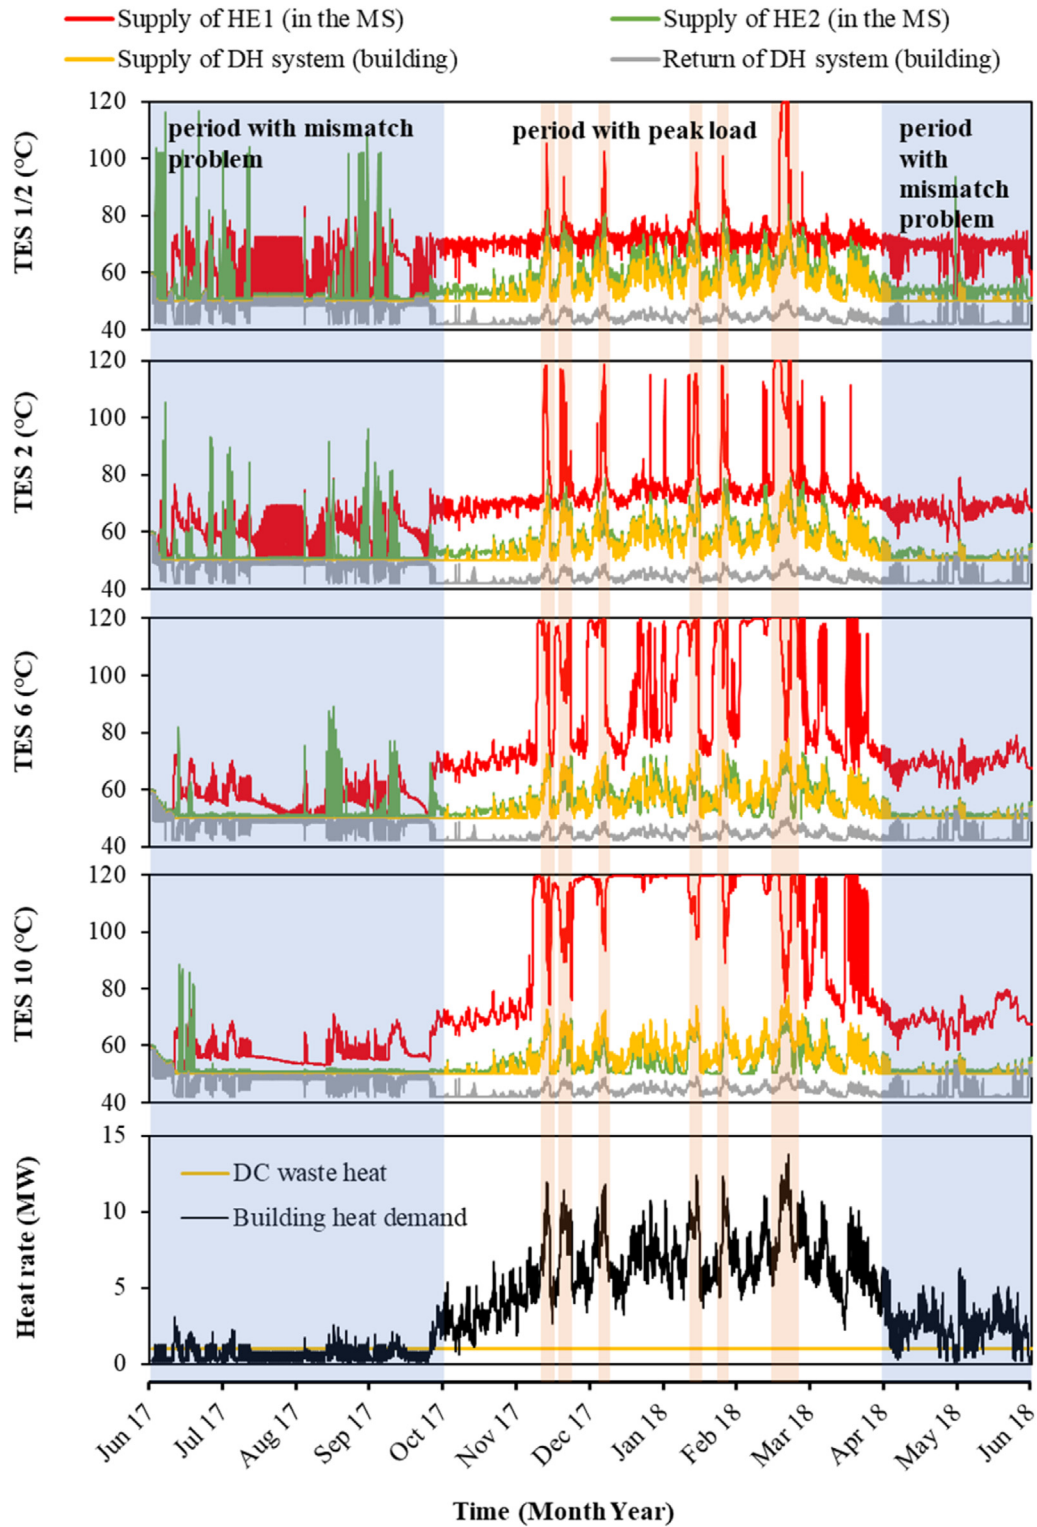 Supply of HE1 (in the MS)
Supply of HE2 (in the MS)
Supply of DH system (building)
Return of DH system (building)
TES 1/2 (°C)
120
100
80
60
40
period with mismatch
problem
period with peak load
period
with
mismatch
problem
TES 2 (°C)
120
100
80
60
40
TES 6 (°C)
120
100
80
60
40
TES 10 (°C)
120
100
80
60
40
Heat rate (MW)
15
10
5
0
DC waste heat
Building heat demand
Jun 17
Jul 17
Aug 17
Sep 17
Oct 17
Nov 17
Dec 17
Jan 18
Feb 18
Mar 18
Apr 18
May 18
Jun 18
Time (Month Year)